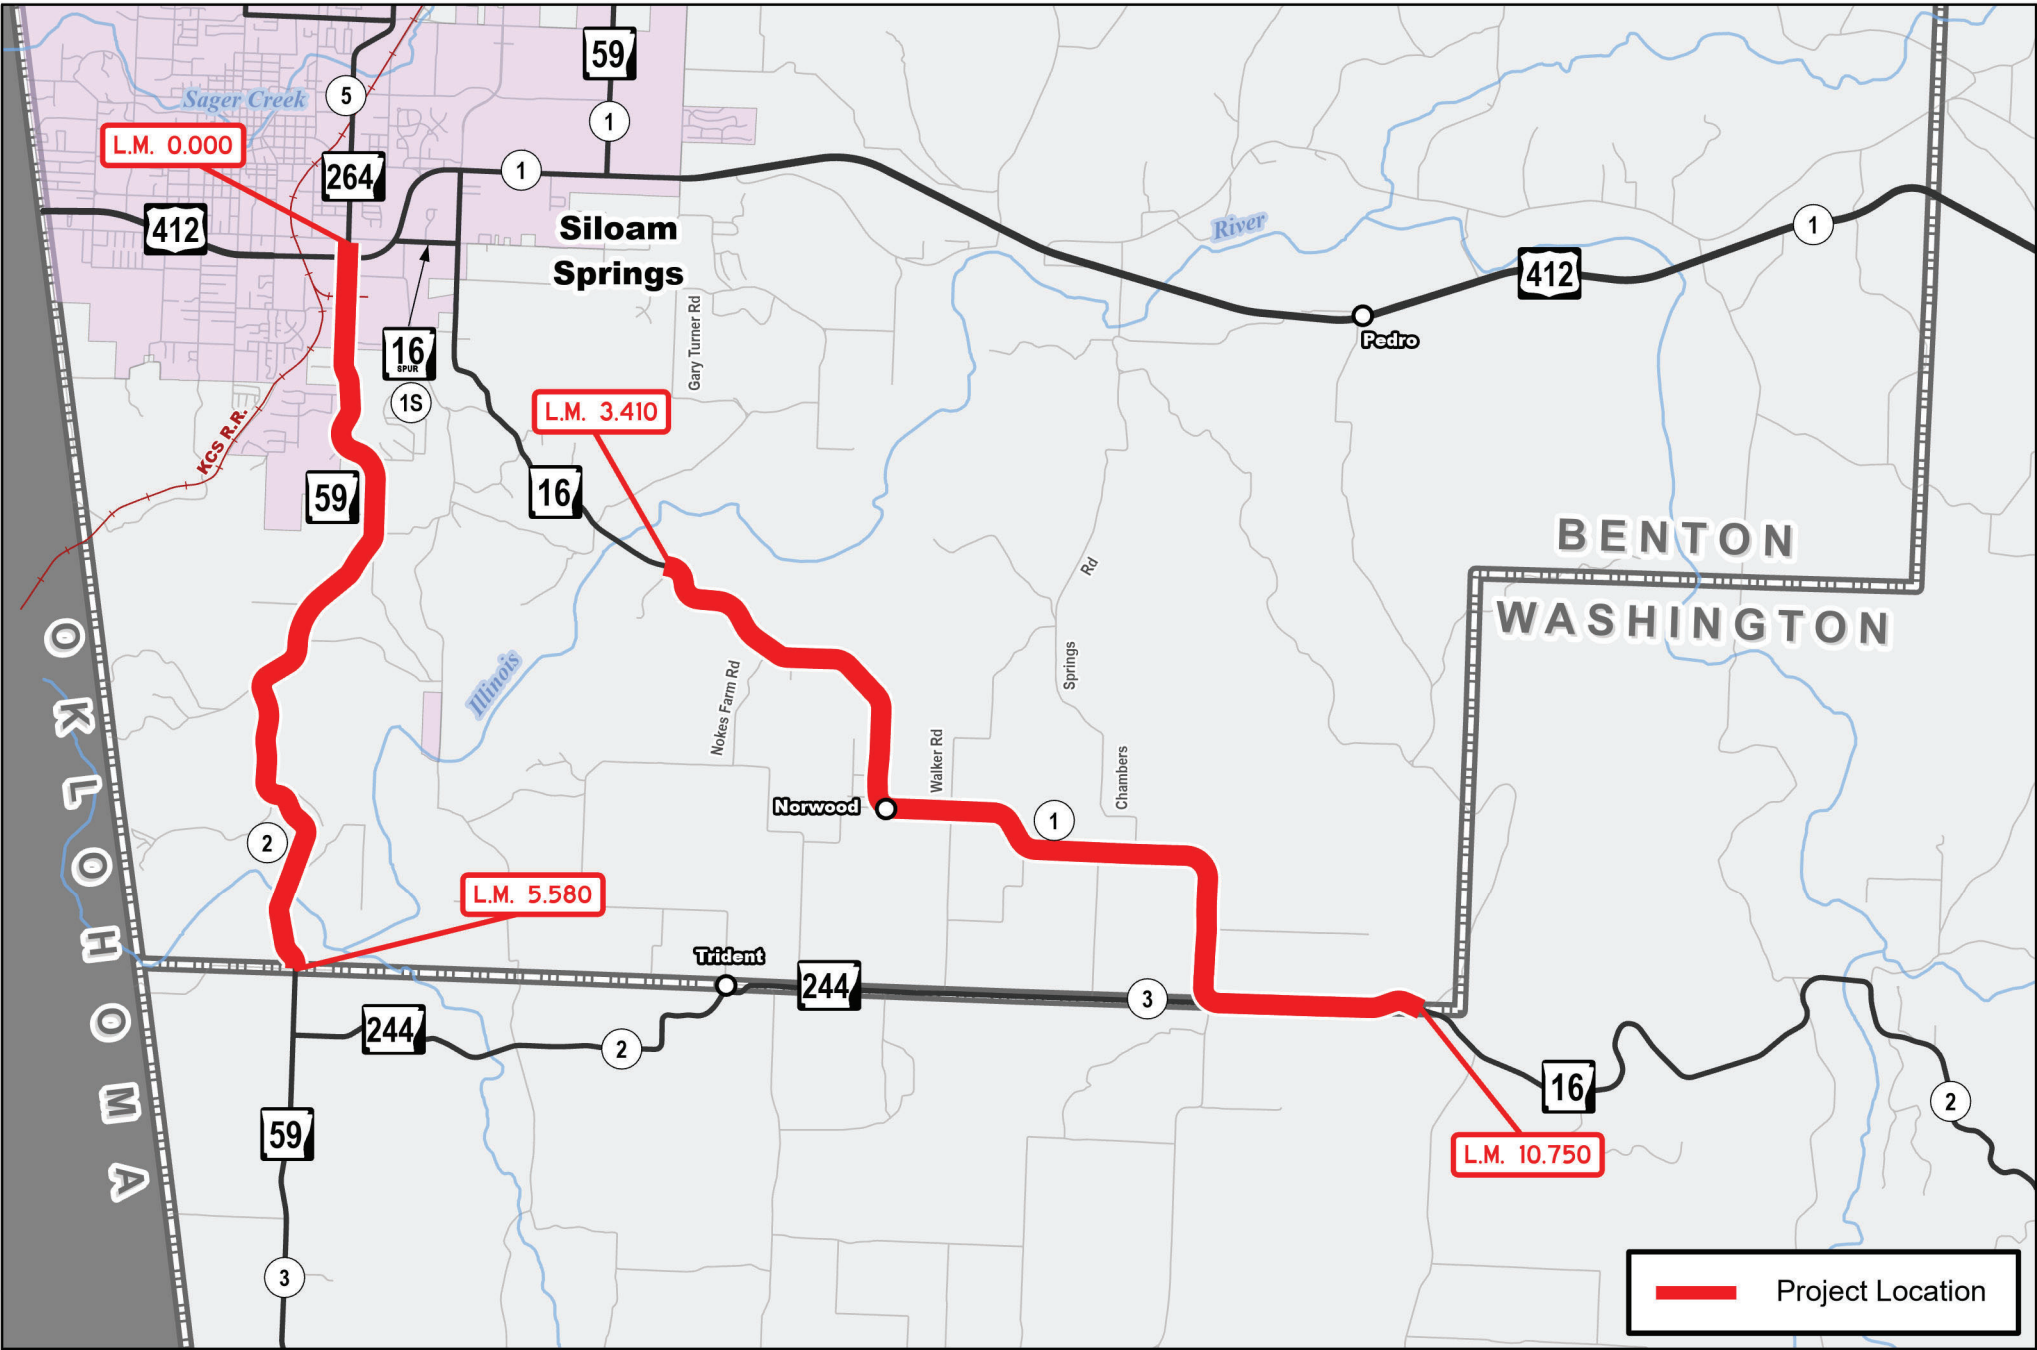 59
5
Sager Creek
1
L.M. 0.000
264
1
412
Siloam
Springs
River
1
412
16
SPUR
1S
Pedro
Gary Turner Rd
L.M. 3.410
KCS R.R.
59
16
BENTON
WASHINGTON
Rd
Springs
Chambers
Illinois
Nokes Farm Rd
Walker Rd
OKLOHOMA
Norwood
1
2
L.M. 5.580
Trident
244
3
244
2
16
2
59
L.M. 10.750
3
Project Location